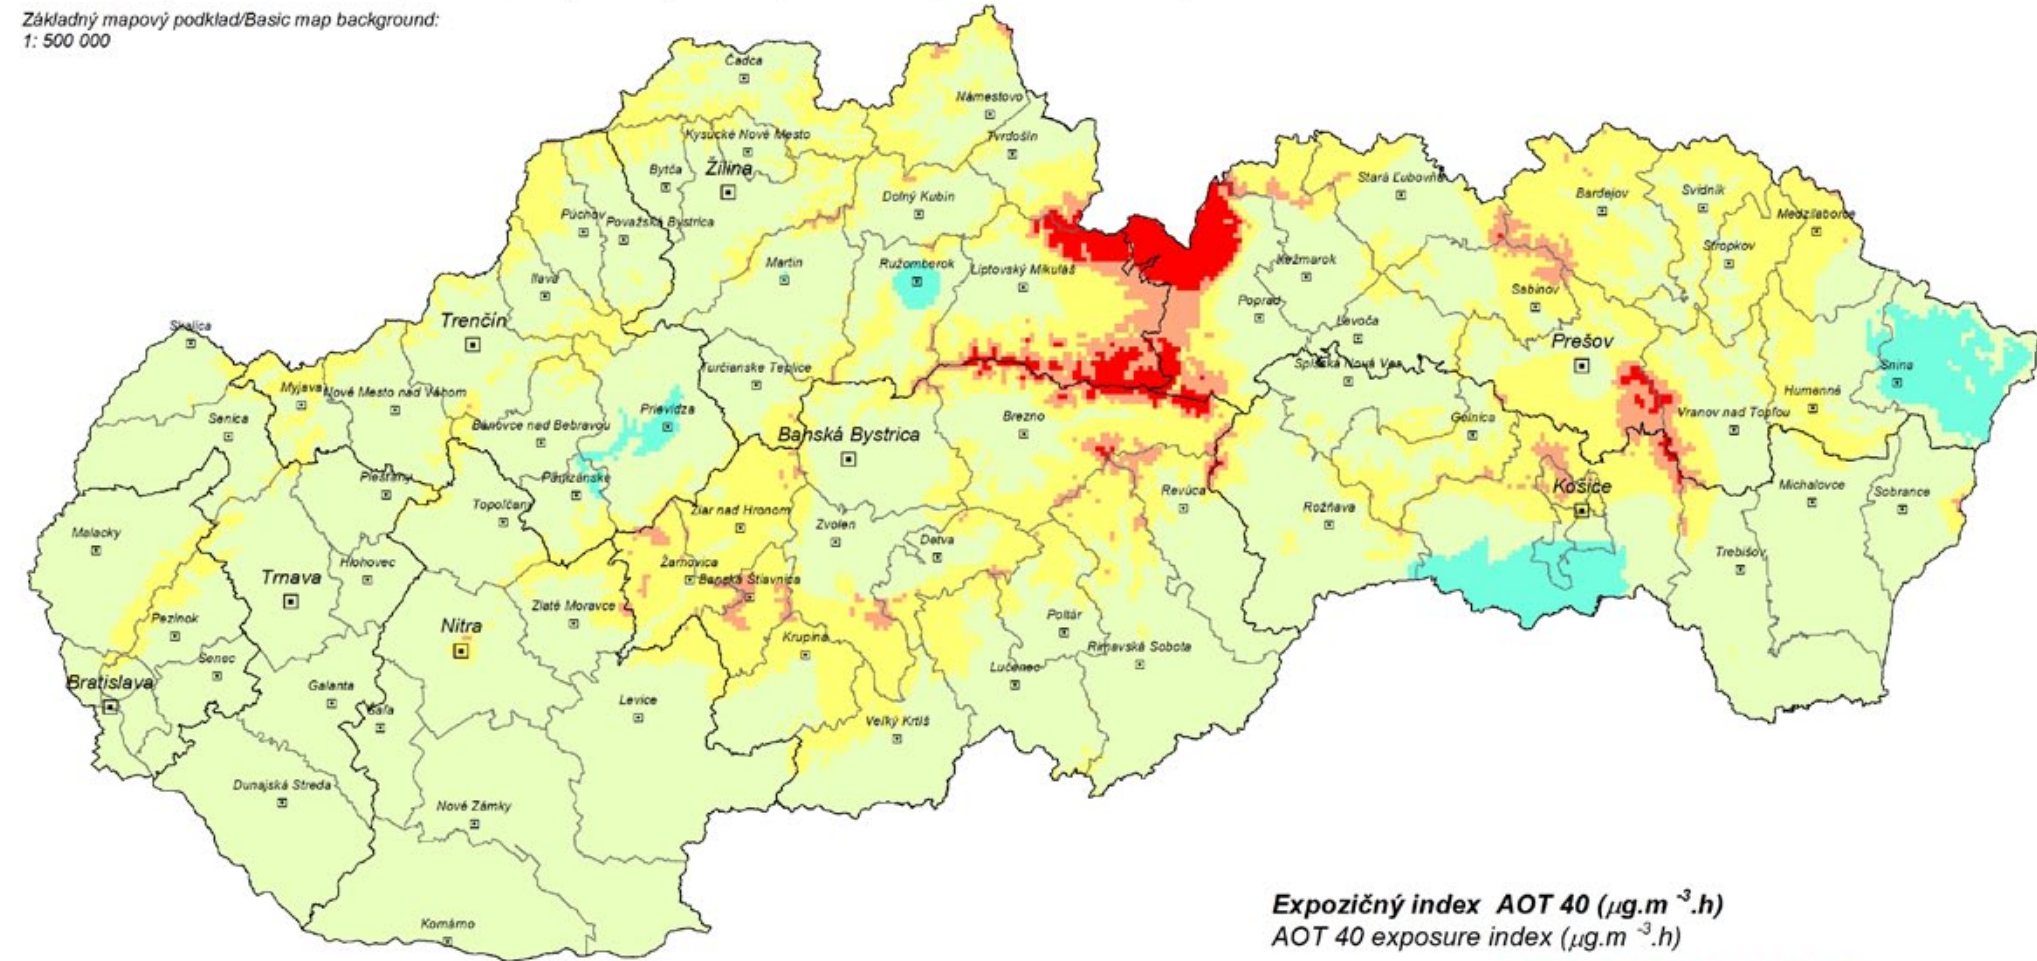 Základný mapový podklad/Basic map background:
1: 500 000
Čadca
Námestovo
Kysucké Nové Mesto
Tvrdošín
Bytča
Žilina
Stará Ľubovňa
Bardejov
Svidník
Dolný Kubín
Medzilaborce
Púchov
Považská Bystrica
Stropkov
Martin
Ružomberok
Liptovský Mikuláš
Kežmarok
Ilava
Sabinov
Poprad
Trenčín
Levoča
Skalica
Prešov
Turčianske Teplice
Spišská Nová Ves
Snina
Myjava
Nové Mesto nad Váhom
Humenné
Prievidza
Brezno
Vranov nad Topľou
Senica
Bánovce nad Bebravou
Gelnica
Banská Bystrica
Piešťany
Partizánske
Košice
Michalovce
Revúca
Sobrance
Topoľčany
Žiar nad Hronom
Rožňava
Malacky
Zvolen
Detva
Trebišov
Hlohovec
Žarnovica
Trnava
Banská Štiavnica
Zlaté Moravce
Pezinok
Nitra
Poltár
Krupina
Rimavská Sobota
Senec
Lučenec
Bratislava
Galanta
Šaľa
Levice
Veľký Krtíš
Dunajská Streda
Nové Zámky
Komárno
Expozičný index AOT 40 (µg.m⁻³.h)
AOT 40 exposure index (µg.m⁻³.h)